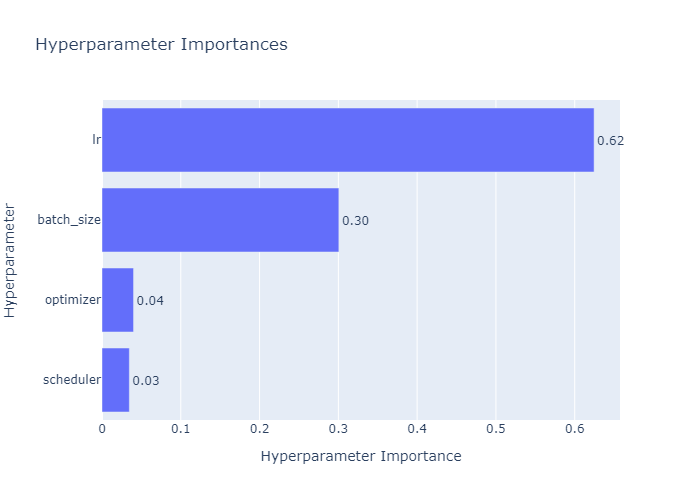 Hyperparameter Importances
Hyperparameter
lr
0.62
batch_size
0.30
optimizer
0.04
scheduler
0.03
0 0.1 0.2 0.3 0.4 0.5 0.6
Hyperparameter Importance